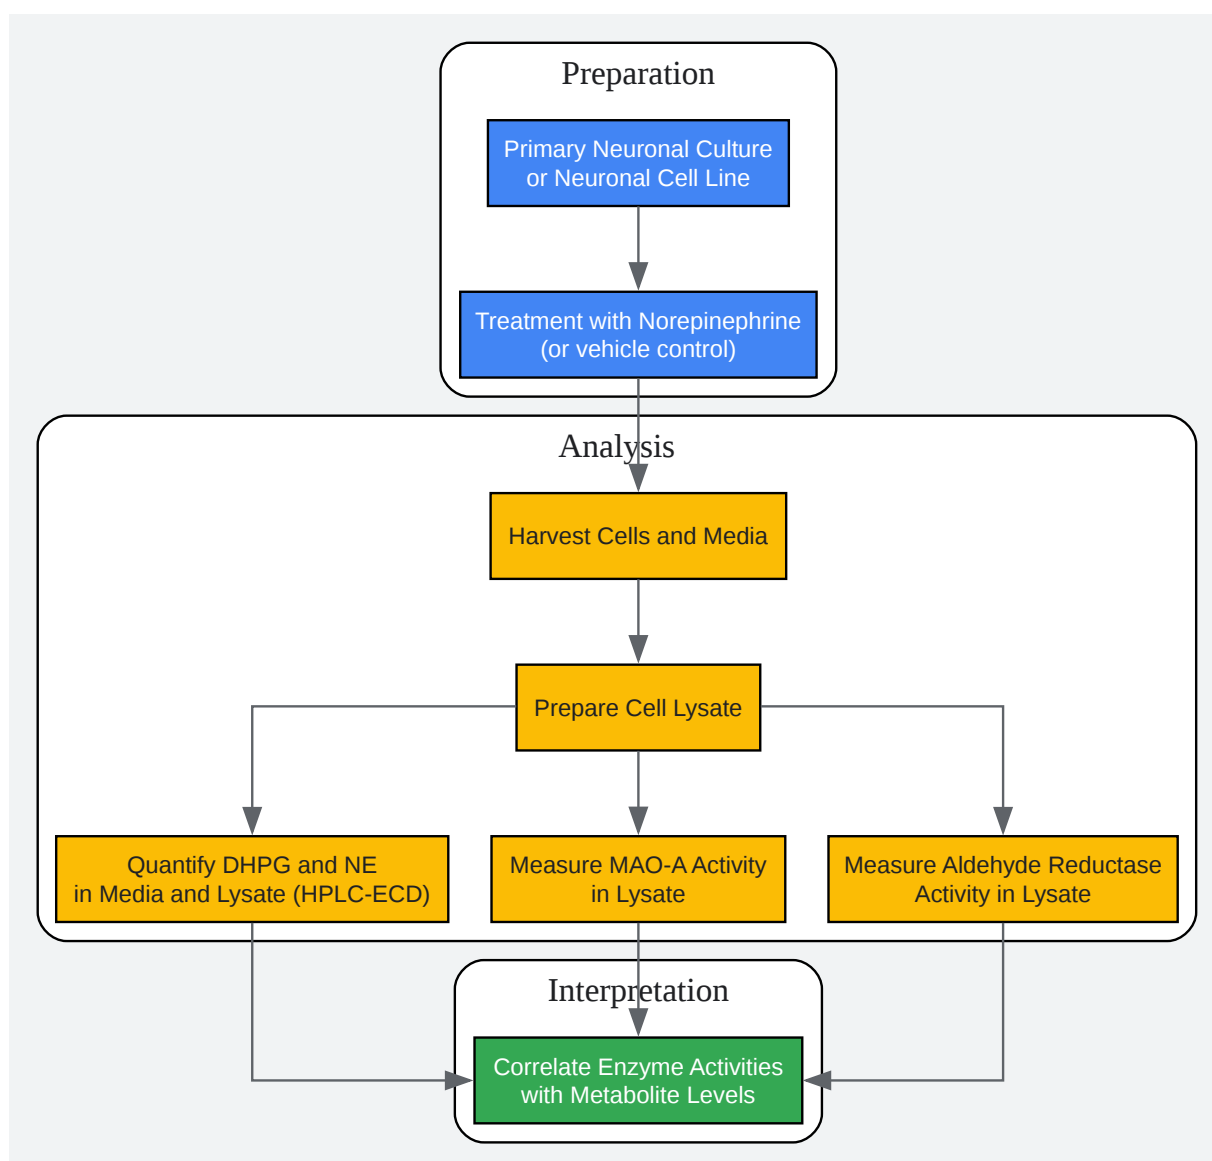 Preparation
Primary Neuronal Culture
or Neuronal Cell Line
Treatment with Norepinephrine
(or vehicle control)
Analysis
Harvest Cells and Media
Prepare Cell Lysate
Quantify DHPG and NE
in Media and Lysate (HPLC-ECD)
Measure MAO-A Activity
in Lysate
Measure Aldehyde Reductase
Activity in Lysate
Interpretation
Correlate Enzyme Activities
with Metabolite Levels